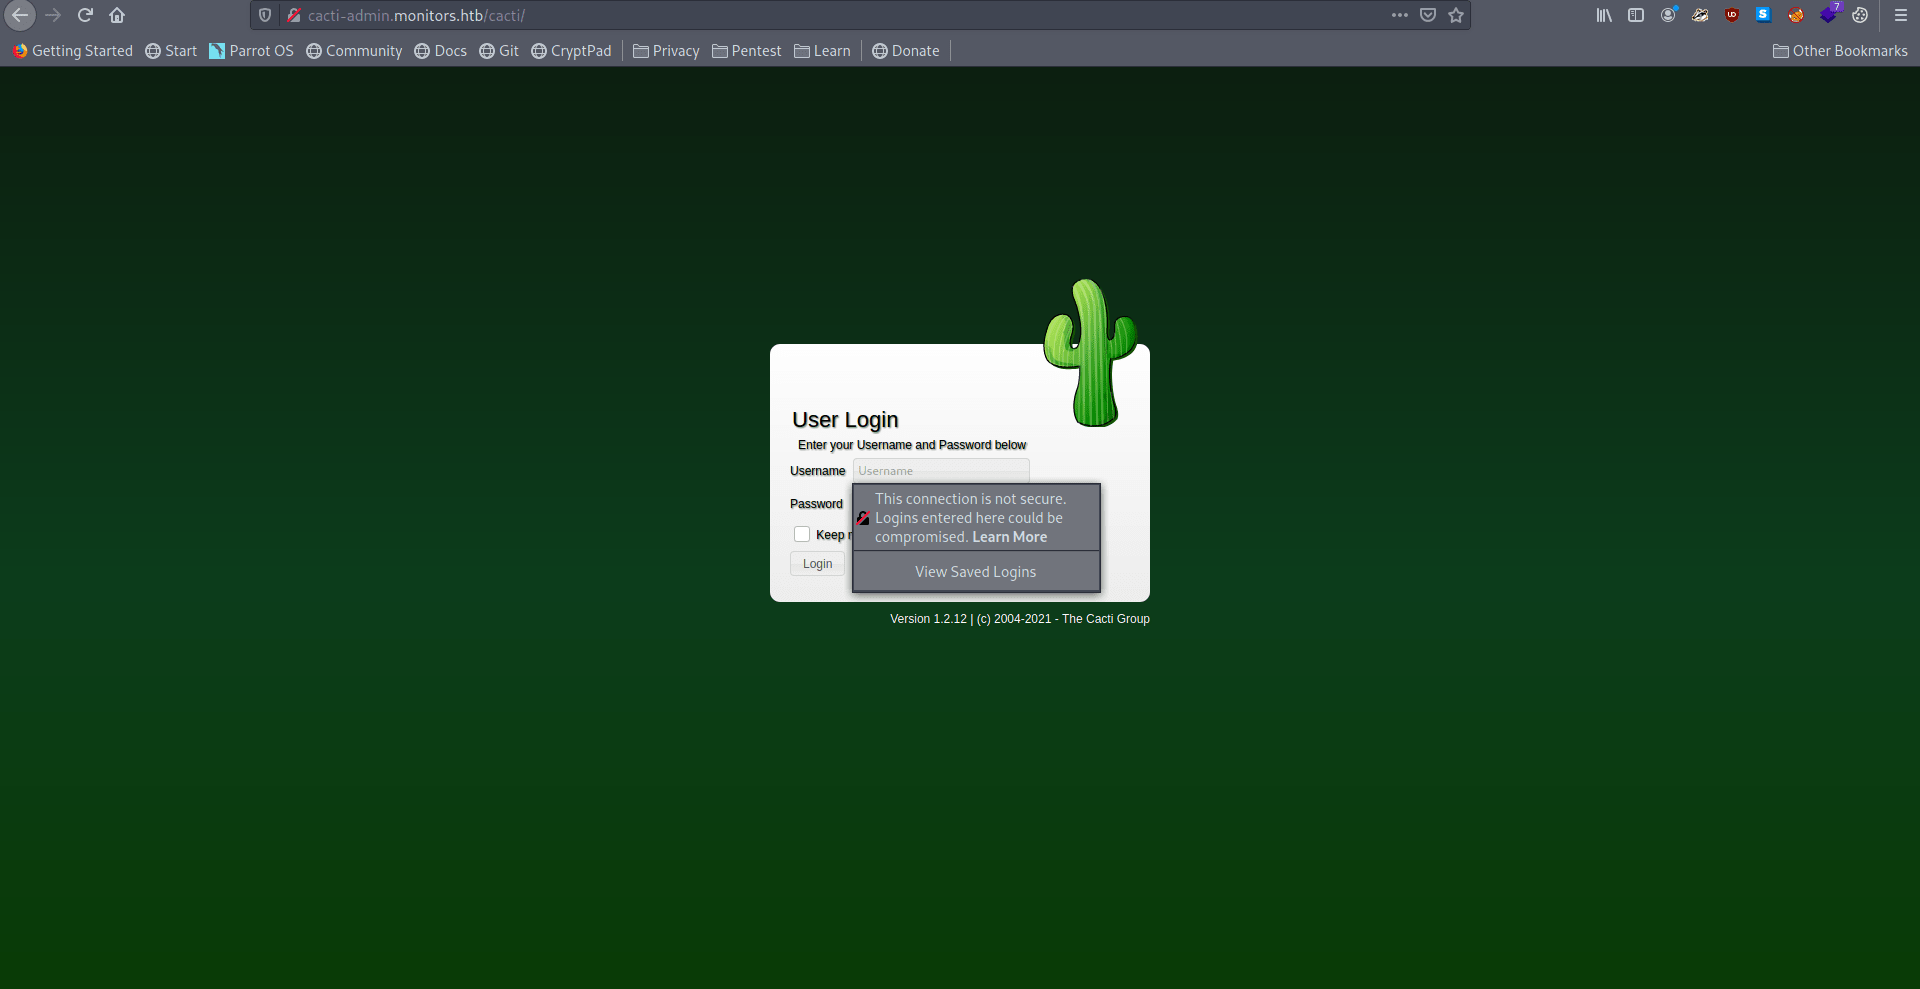 cacti-admin.monitors.htb/cacti/
7
Getting Started Start Parrot OS Community Docs Git CryptPad Privacy Pentest Learn Donate Other Bookmarks
User Login
Enter your Username and Password below
Username Username
Password
This connection is not secure.
Logins entered here could be
compromised. Learn More
Keep
Login
View Saved Logins
Version 1.2.12 | (c) 2004-2021 - The Cacti Group